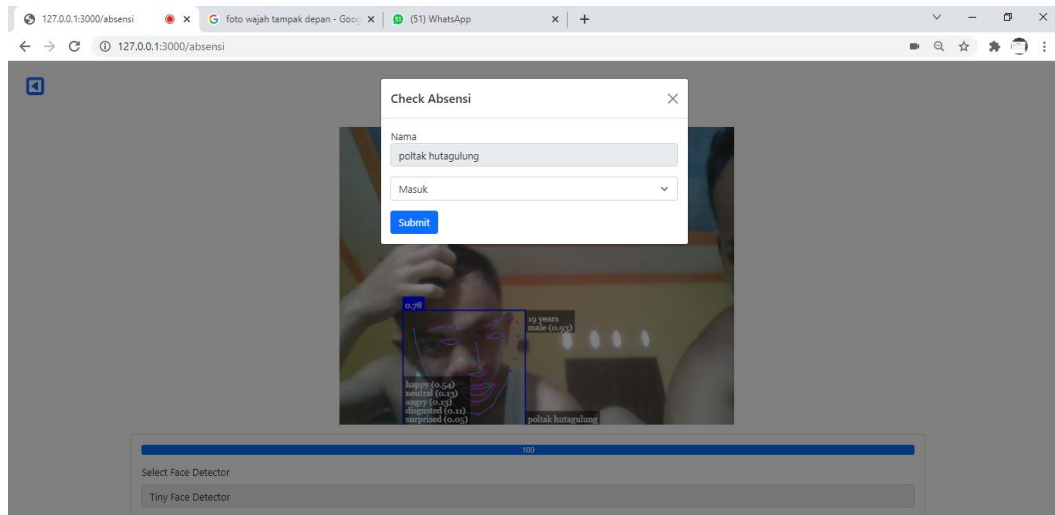 127.0.0.1:3000/absensi
foto wajah tampak depan - Goog
(51) WhatsApp
127.0.0.1:3000/absensi
Check Absensi
Nama
poltak hutagulung
Masuk
Submit
0.78
19 years
male (0.93)
happy (0.54)
neutral (0.13)
angry (0.13)
disgusted (0.11)
surprised (0.05)
poltak hutagulung
100
Select Face Detector
Tiny Face Detector